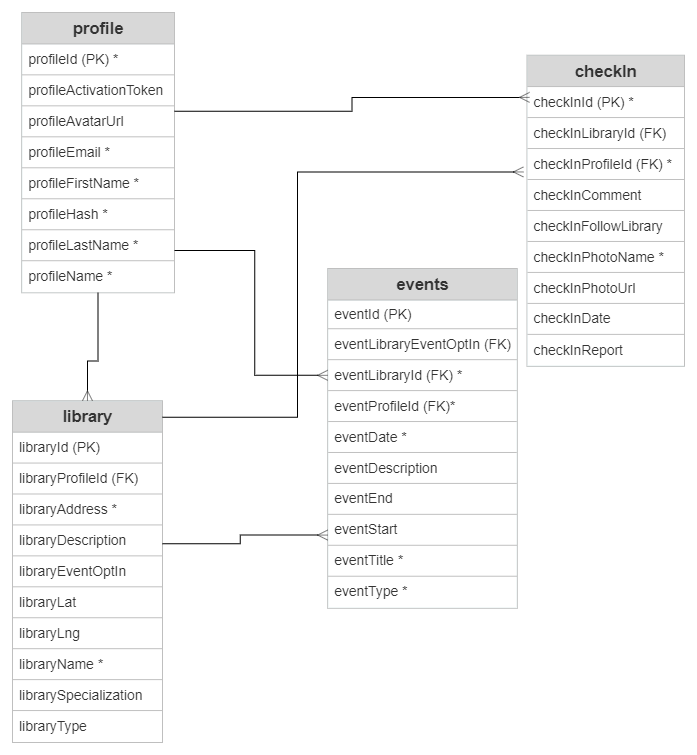 profile
profileId (PK) *
profileActivationToken
profileAvatarUrl
profileEmail *
profileFirstName *
profileHash *
profileLastName *
profileName *
checkIn
checkInId (PK) *
checkInLibraryId (FK)
checkInProfileId (FK) *
checkInComment
checkInFollowLibrary
checkInPhotoName *
checkInPhotoUrl
checkInDate
checkInReport
events
eventId (PK)
eventLibraryEventOptIn (FK)
eventLibraryId (FK) *
eventProfileId (FK)*
eventDate *
eventDescription
eventEnd
eventStart
eventTitle *
eventType *
library
libraryId (PK)
libraryProfileId (FK)
libraryAddress *
libraryDescription
libraryEventOptIn
libraryLat
libraryLng
libraryName *
librarySpecialization
libraryType